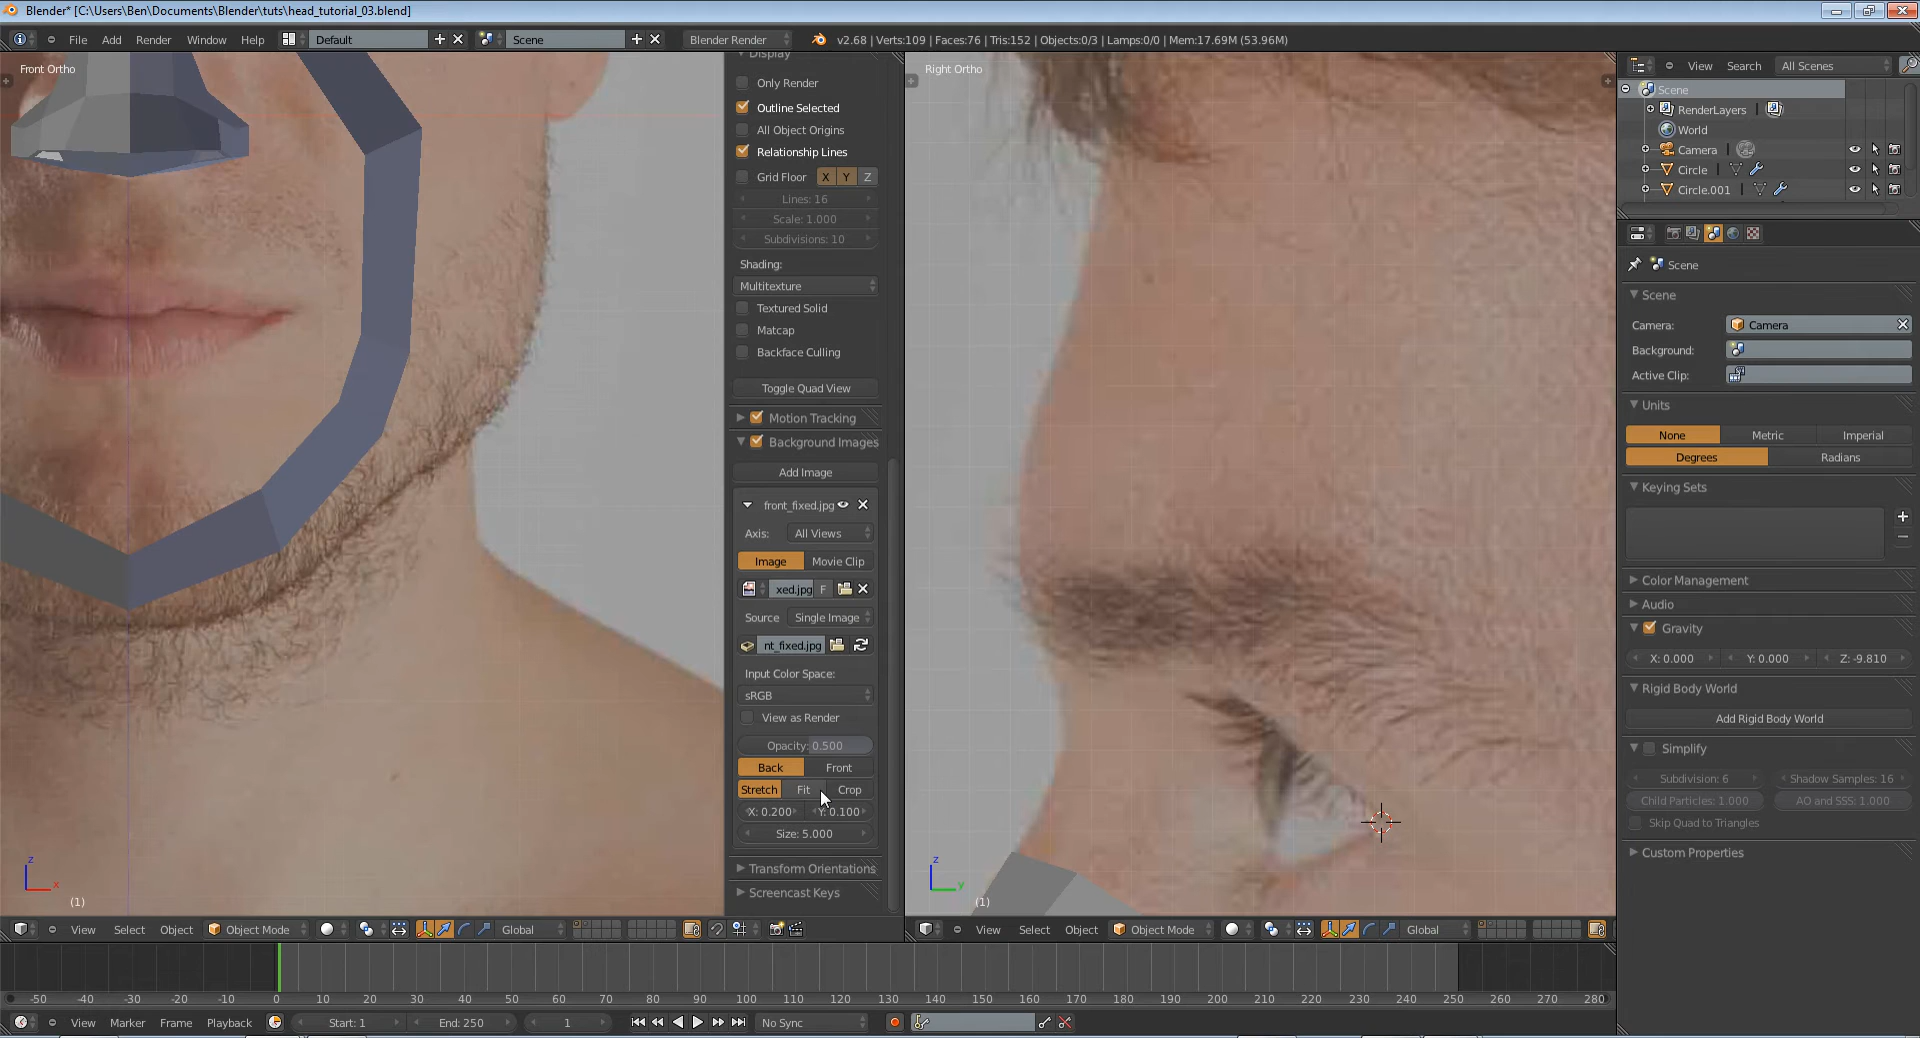 Blender* [C:\Users\Ben\Documents\Blender\tuts\head_tutorial_03.blend]
File Add Render Window Help Default Scene Blender Render v2.68 | Verts:109 | Faces:76 | Tris:152 | Objects:0/3 | Lamps:0/0 | Mem:17.69M (53.96M)
Front Ortho
Display
Only Render
Outline Selected
All Object Origins
Relationship Lines
Grid Floor X Y Z
Lines: 16
Scale: 1.000
Subdivisions: 10
Shading:
Multitexture
Textured Solid
Matcap
Backface Culling
Toggle Quad View
Motion Tracking
Background Images
Add Image
front_fixed.jpg
Axis: All Views
Image Movie Clip
xed.jpg F
Source Single Image
nt_fixed.jpg
Input Color Space:
sRGB
View as Render
Opacity: 0.500
Back Front
Stretch Fit Crop
X: 0.200 Y: 0.100
Size: 5.000
Transform Orientations
Screencast Keys
z
x
(1)
View Select Object Object Mode Global
Right Ortho
z
y
(1)
View Select Object Object Mode Global
View Search All Scenes
Scene
RenderLayers
World
Camera
Circle
Circle.001
Scene
Scene
Camera: Camera
Background:
Active Clip:
Units
None Metric Imperial
Degrees Radians
Keying Sets
Color Management
Audio
Gravity
X: 0.000 Y: 0.000 Z: -9.810
Rigid Body World
Add Rigid Body World
Simplify
Subdivision: 6 Shadow Samples: 16
Child Particles: 1.000 AO and SSS: 1.000
Skip Quad to Triangles
Custom Properties
-50 -40 -30 -20 -10 0 10 20 30 40 50 60 70 80 90 100 110 120 130 140 150 160 170 180 190 200 210 220 230 240 250 260 270 280
View Marker Frame Playback Start: 1 End: 250 1 No Sync